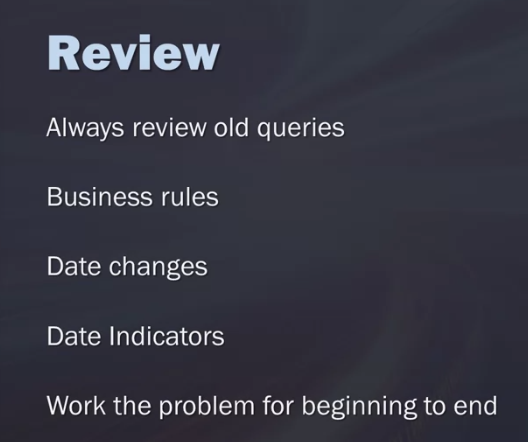 Review
Always review old queries
Business rules
Date changes
Date Indicators
Work the problem for beginning to end